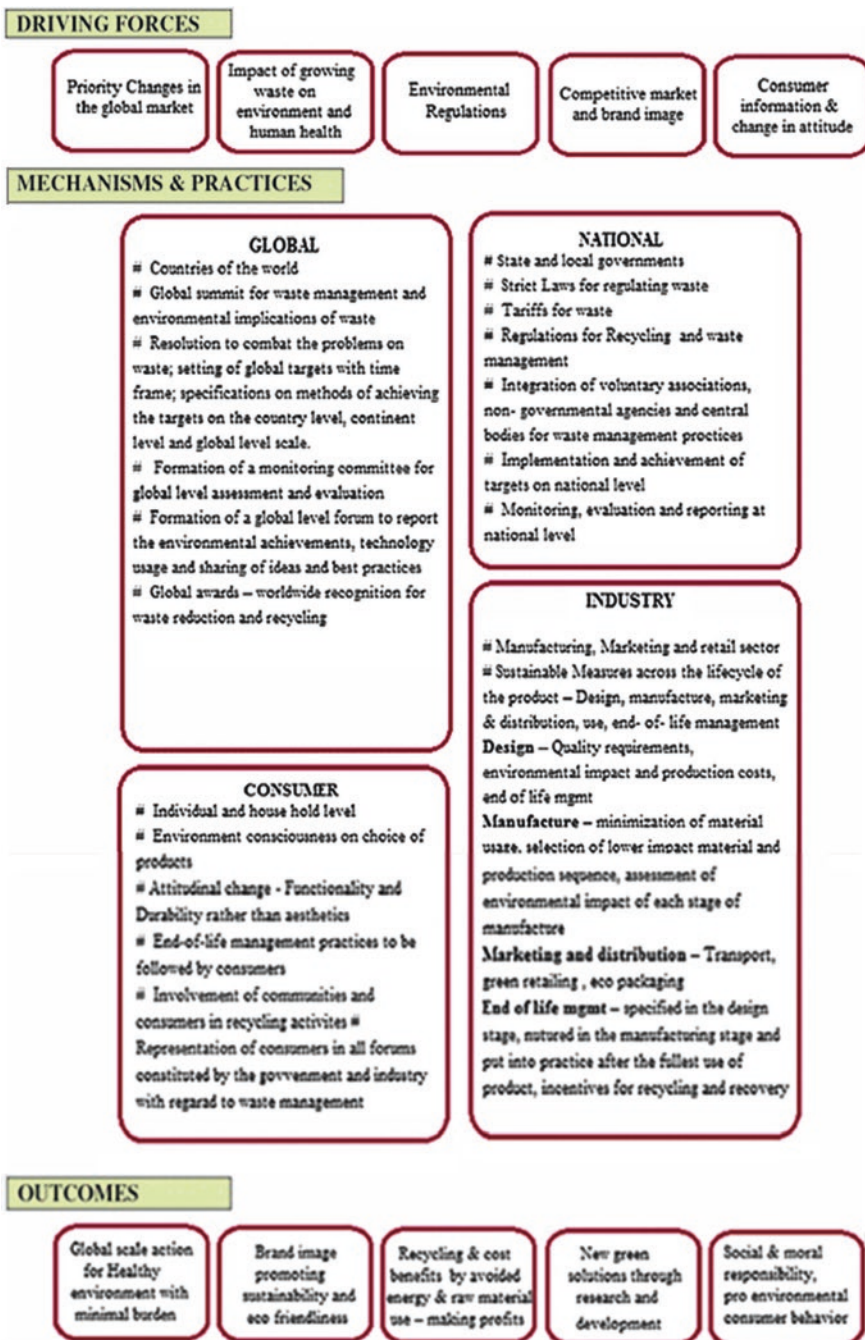 DRIVING FORCES
Priority Changes in
the global market
Impact of growing
waste on
environment and
human health
Environmental
Regulations
Competitive market
and brand image
Consumer
information &
change in attitude
MECHANISMS & PRACTICES
GLOBAL
# Countries of the world
# Global summit for waste management and
environmental implications of waste
# Resolution to combat the problems on
waste; setting of global targets with time
frame; specifications on methods of achieving
the targets on the country level, continent
level and global level scale.
# Formation of a monitoring committee for
global level assessment and evaluation
# Formation of a global level forum to report
the environmental achievements, technology
usage and sharing of ideas and best practices
# Global awards – worldwide recognition for
waste reduction and recycling
NATIONAL
# State and local governments
# Strict Laws for regulating waste
# Tariffs for waste
# Regulations for Recycling and waste
management
# Integration of voluntary associations,
non- governmental agencies and central
bodies for waste management practices
# Implementation and achievement of
targets on national level
# Monitoring, evaluation and reporting at
national level
CONSUMER
# Individual and house hold level
# Environment consciousness on choice of
products
# Attitudinal change - Functionality and
Durability rather than aesthetics
# End-of-life management practices to be
followed by consumers
# Involvement of communities and
consumers in recycling activites #
Representation of consumers in all forums
constituted by the govvenment and industry
with regarad to waste management
INDUSTRY
# Manufacturing, Marketing and retail sector
# Sustainable Measures across the lifecycle of
the product – Design, manufacture, marketing
& distribution, use, end- of- life management
Design – Quality requirements,
environmental impact and production costs,
end of life mgmt
Manufacture – minimization of material
usage, selection of lower impact material and
production sequence, assessment of
environmental impact of each stage of
manufacture
Marketing and distribution – Transport,
green retailing , eco packaging
End of life mgmt – specified in the design
stage, nutured in the manufacturing stage and
put into practice after the fullest use of
product, incentives for recycling and recovery
OUTCOMES
Global scale action
for Healthy
environment with
minimal burden
Brand image
promoting
sustainability and
eco friendliness
Recycling & cost
benefits by avoided
energy & raw material
use – making profits
New green
solutions through
research and
development
Social & moral
responsibility,
pro environmental
consumer behavior